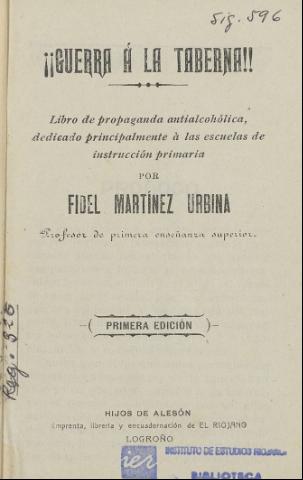 Sig. 596
¡¡GUERRA Á LA TABERNA!!
Libro de propaganda antialcohólica,
dedicado principalmente à las escuelas de
instrucción primaria
POR
FIDEL MARTÍNEZ URBINA
Profesor de primera enseñanza superior.
PRIMERA EDICIÓN
Reg.
HIJOS DE ALESÓN
Imprenta, librería y encuadernación de EL RIOJANO
LOGROÑO
ier
INSTITUTO DE ESTUDIOS RIOJANOS
BIBLIOTECA